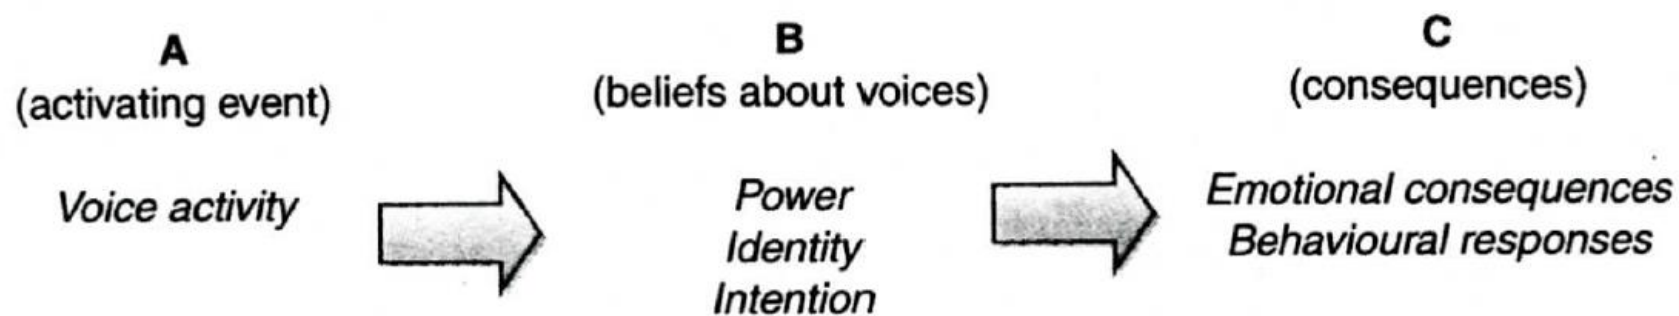 A
(activating event)
Voice activity
B
(beliefs about voices)
Power
Identity
Intention
C
(consequences)
Emotional consequences
Behavioural responses